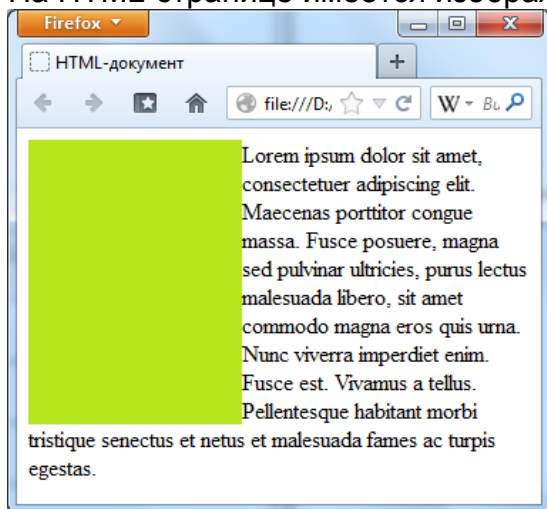 На HTML-странице имеется изображ
Firefox
HTML-документ
file:///D:/
W
Lorem ipsum dolor sit amet,
consectetuer adipiscing elit.
Maecenas porttitor congue
massa. Fusce posuere, magna
sed pulvinar ultricies, purus lectus
malesuada libero, sit amet
commodo magna eros quis urna.
Nunc viverra imperdiet enim.
Fusce est. Vivamus a tellus.
Pellentesque habitant morbi
tristique senectus et netus et malesuada fames ac turpis
egestas.